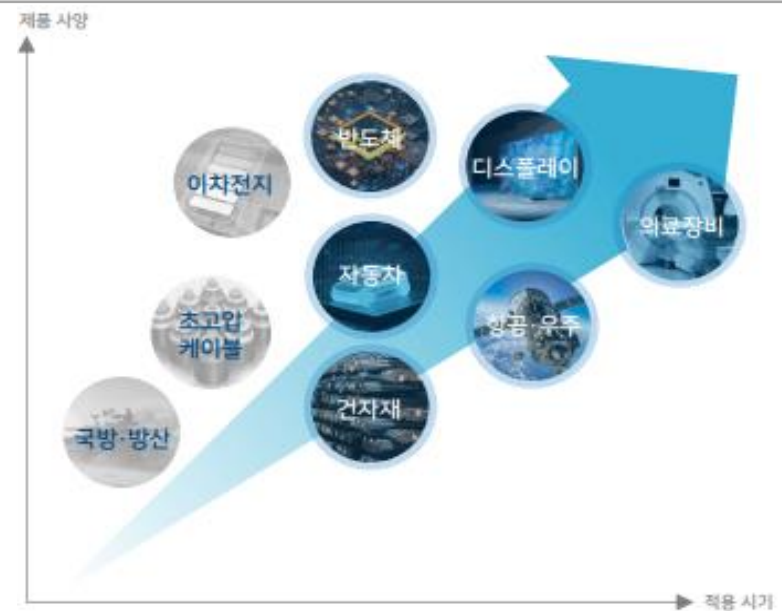 제품 사양
반도체
이차전지
디스플레이
의료장비
자동차
초고압
케이블
항공·우주
건자재
국방·방산
적용 시기